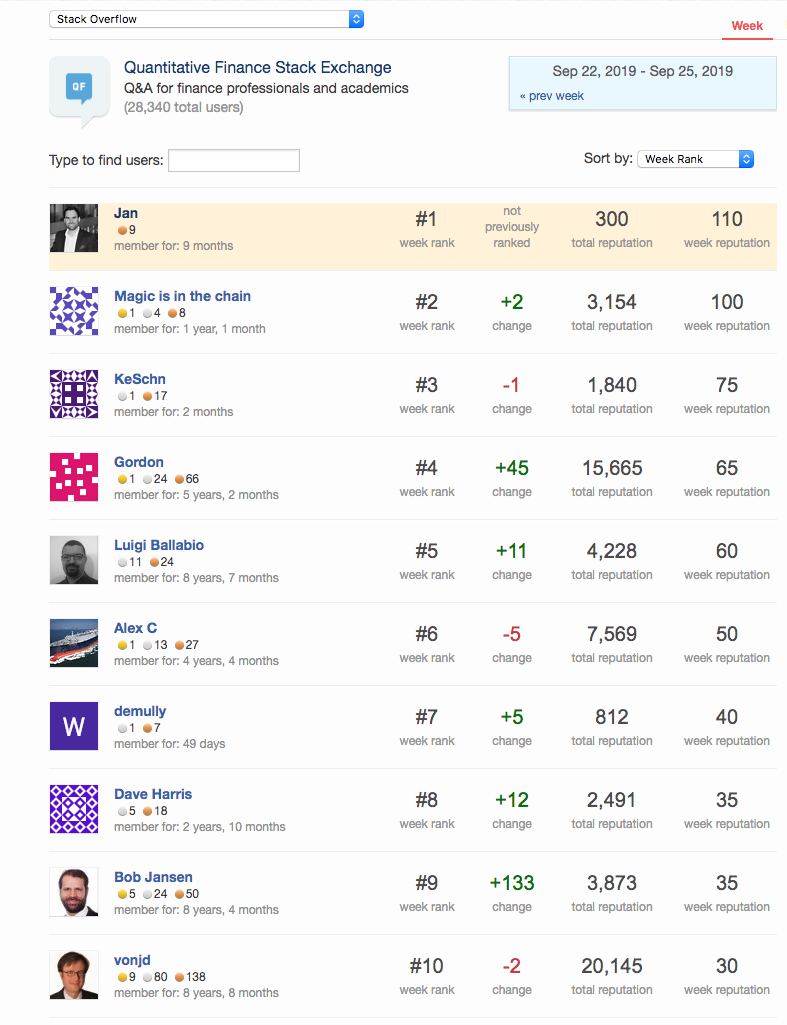 Stack Overflow
Week
QF
Quantitative Finance Stack Exchange
Q&A for finance professionals and academics
(28,340 total users)
Sep 22, 2019 - Sep 25, 2019
« prev week
Type to find users:
Sort by: Week Rank
Jan
9
member for: 9 months
#1
week rank
not
previously
ranked
300
total reputation
110
week reputation
Magic is in the chain
1 4 8
member for: 1 year, 1 month
#2
week rank
+2
change
3,154
total reputation
100
week reputation
KeSchn
1 17
member for: 2 months
#3
week rank
-1
change
1,840
total reputation
75
week reputation
Gordon
1 24 66
member for: 5 years, 2 months
#4
week rank
+45
change
15,665
total reputation
65
week reputation
Luigi Ballabio
11 24
member for: 8 years, 7 months
#5
week rank
+11
change
4,228
total reputation
60
week reputation
Alex C
1 13 27
member for: 4 years, 4 months
#6
week rank
-5
change
7,569
total reputation
50
week reputation
W
demully
1 7
member for: 49 days
#7
week rank
+5
change
812
total reputation
40
week reputation
Dave Harris
5 18
member for: 2 years, 10 months
#8
week rank
+12
change
2,491
total reputation
35
week reputation
Bob Jansen
5 24 50
member for: 8 years, 4 months
#9
week rank
+133
change
3,873
total reputation
35
week reputation
vonjd
9 80 138
member for: 8 years, 8 months
#10
week rank
-2
change
20,145
total reputation
30
week reputation